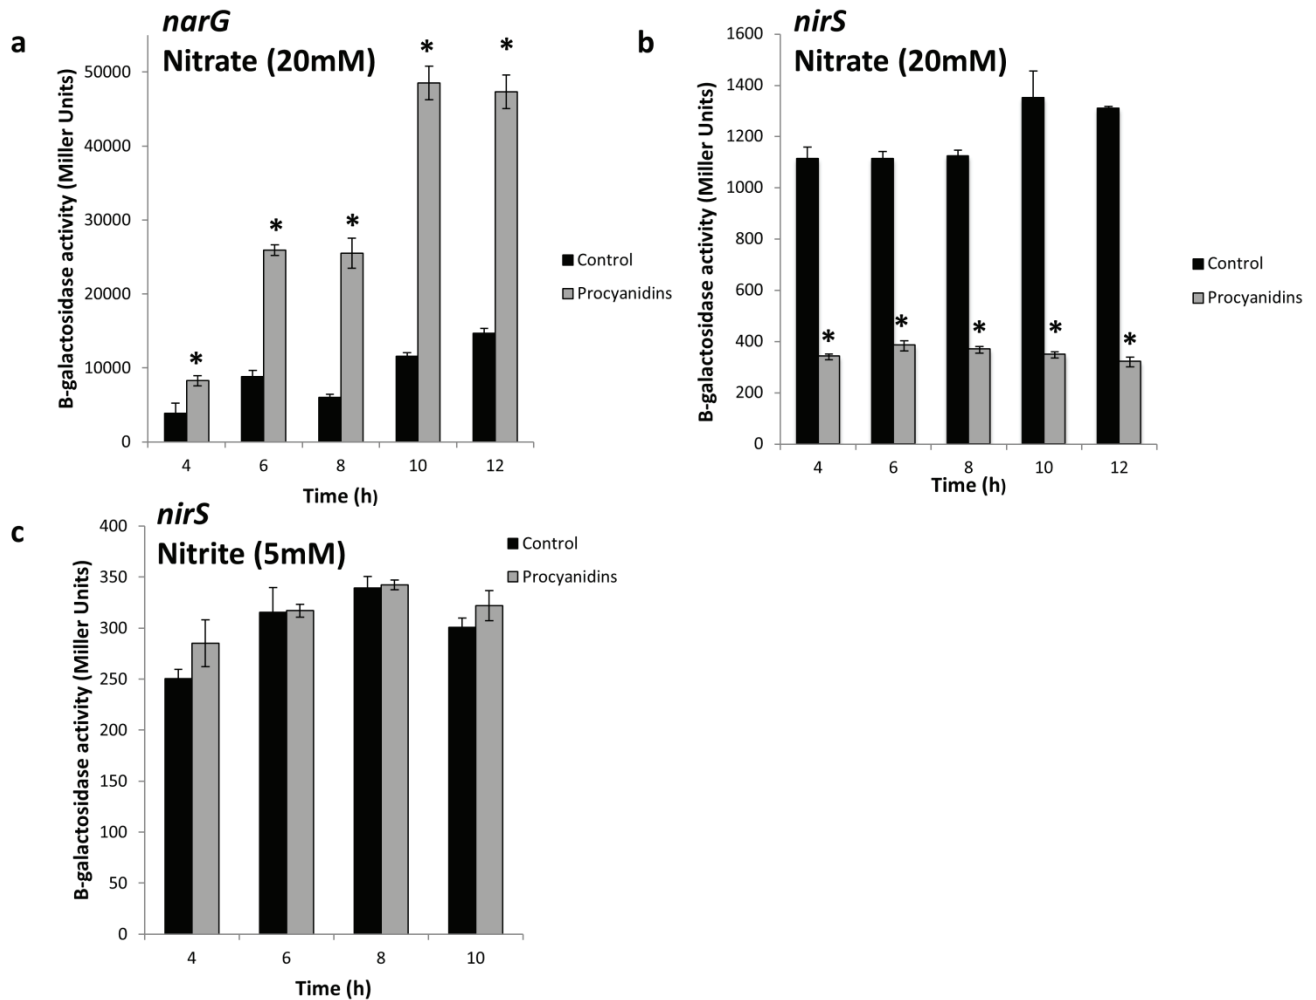 a
narG
Nitrate (20mM)
B-galactosidase activity (Miller Units)
50000
40000
30000
20000
10000
0
* * * * *
4 6 8 10 12
Time (h)
Control
Procyanidins
b
nirS
Nitrate (20mM)
B-galactosidase activity (Miller Units)
1600
1400
1200
1000
800
600
400
200
0
* * * * *
4 6 8 10 12
Time (h)
Control
Procyanidins
c
nirS
Nitrite (5mM)
B-galactosidase activity (Miller Units)
400
350
300
250
200
150
100
50
0
4 6 8 10
Time (h)
Control
Procyanidins